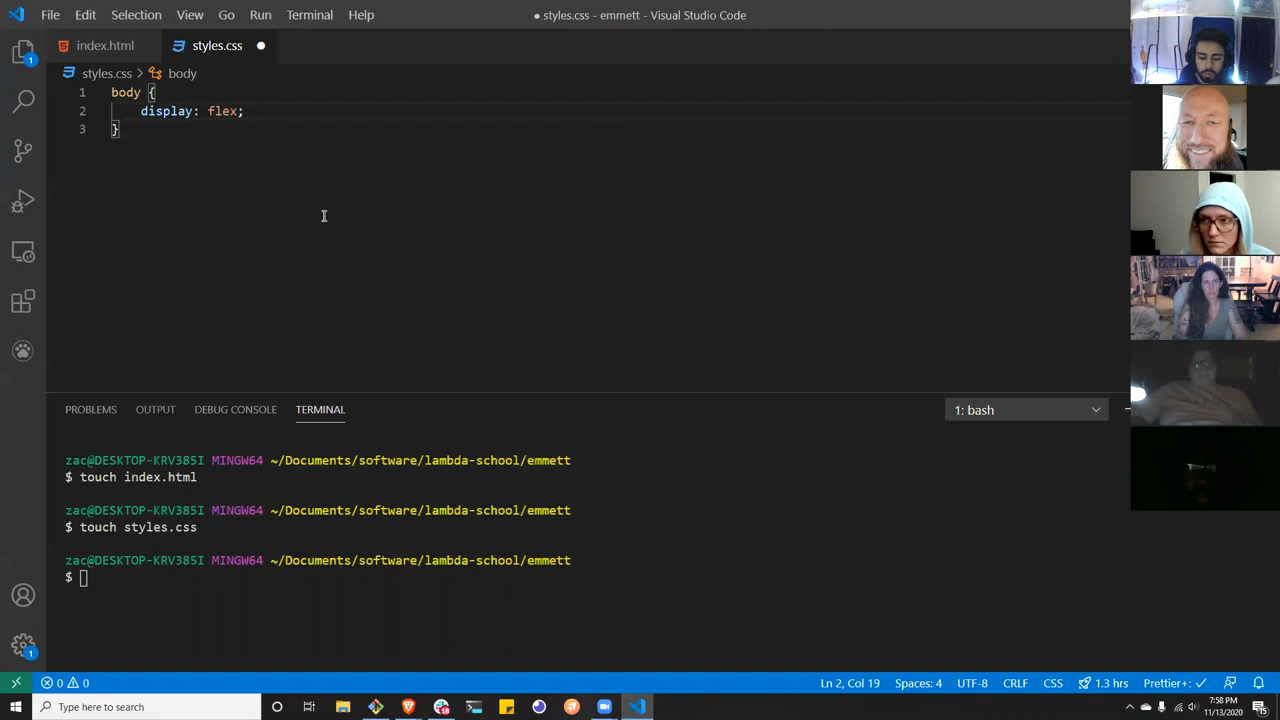 File Edit Selection View Go Run Terminal Help
● styles.css - emmett - Visual Studio Code
index.html
styles.css ●
styles.css > body
1 body {
2 display: flex;
3 }
1
PROBLEMS OUTPUT DEBUG CONSOLE TERMINAL
1: bash
zac@DESKTOP-KRV385I MINGW64 ~/Documents/software/lambda-school/emmett
$ touch index.html
zac@DESKTOP-KRV385I MINGW64 ~/Documents/software/lambda-school/emmett
$ touch styles.css
zac@DESKTOP-KRV385I MINGW64 ~/Documents/software/lambda-school/emmett
$
1
0 0
Ln 2, Col 19 Spaces: 4 UTF-8 CRLF CSS 1.3 hrs Prettier+: ✓
Type here to search
7:58 PM
11/13/2020